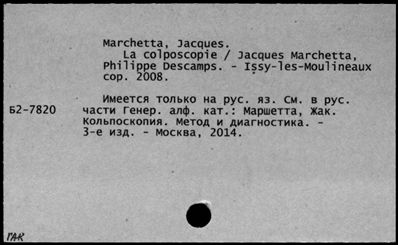 Marchetta, Jacques.
La colposcopie / Jacques Marchetta,
Philippe Descamps. - Issy-les-Moulineaux
cop. 2008.
Имеется только на рус. яз. См. в рус.
Б2-7820 части Генер. алф. кат.: Маршетта, Жак.
Кольпоскопия. Метод и диагностика. -
3-е изд. - Москва, 2014.
ГАК